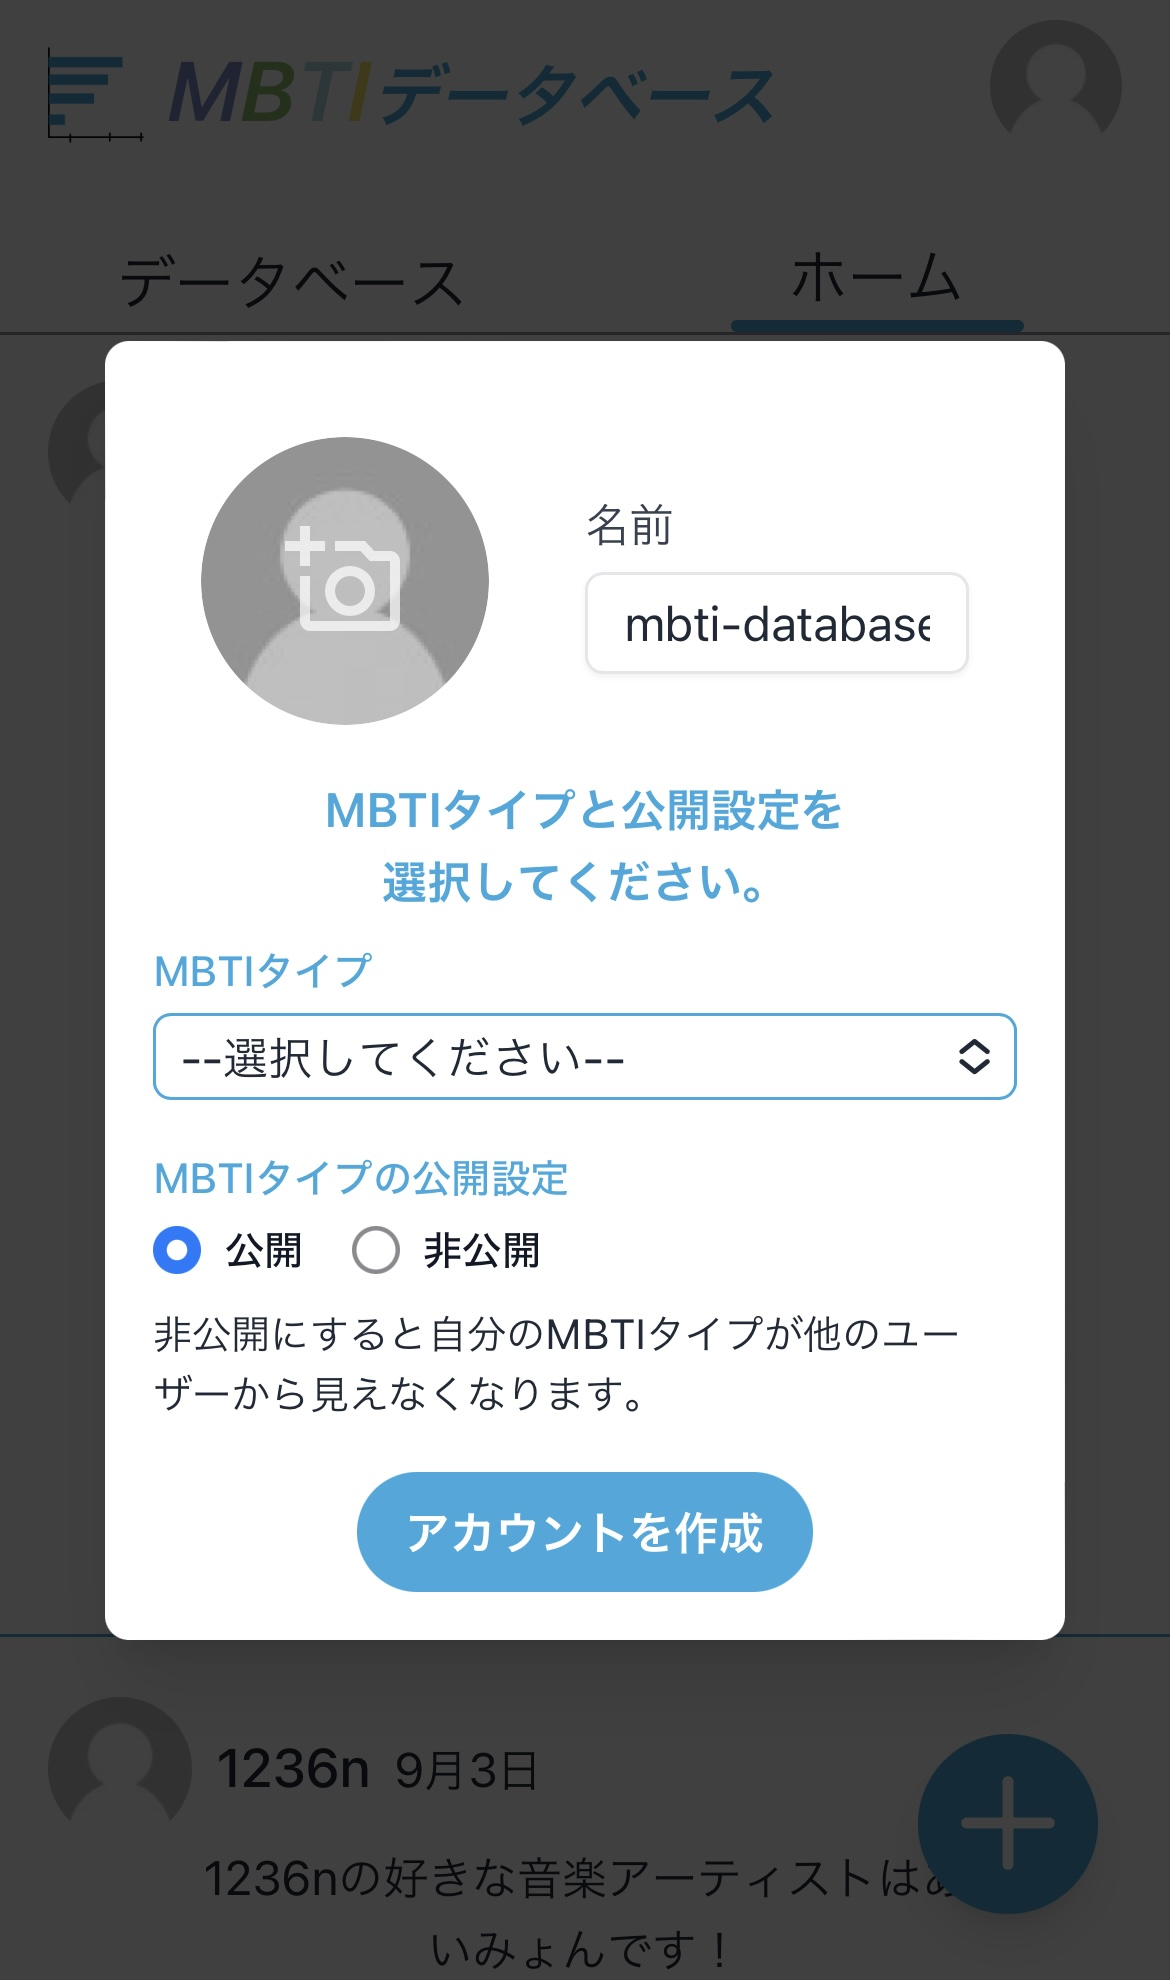 MBTIデータベース
データベース ホーム
名前
mbti-database
MBTIタイプと公開設定を
選択してください。
MBTIタイプ
--選択してください--
MBTIタイプの公開設定
公開 非公開
非公開にすると自分のMBTIタイプが他のユー
ザーから見えなくなります。
アカウントを作成
1236n 9月3日
1236nの好きな音楽アーティストはあ
いみょんです！